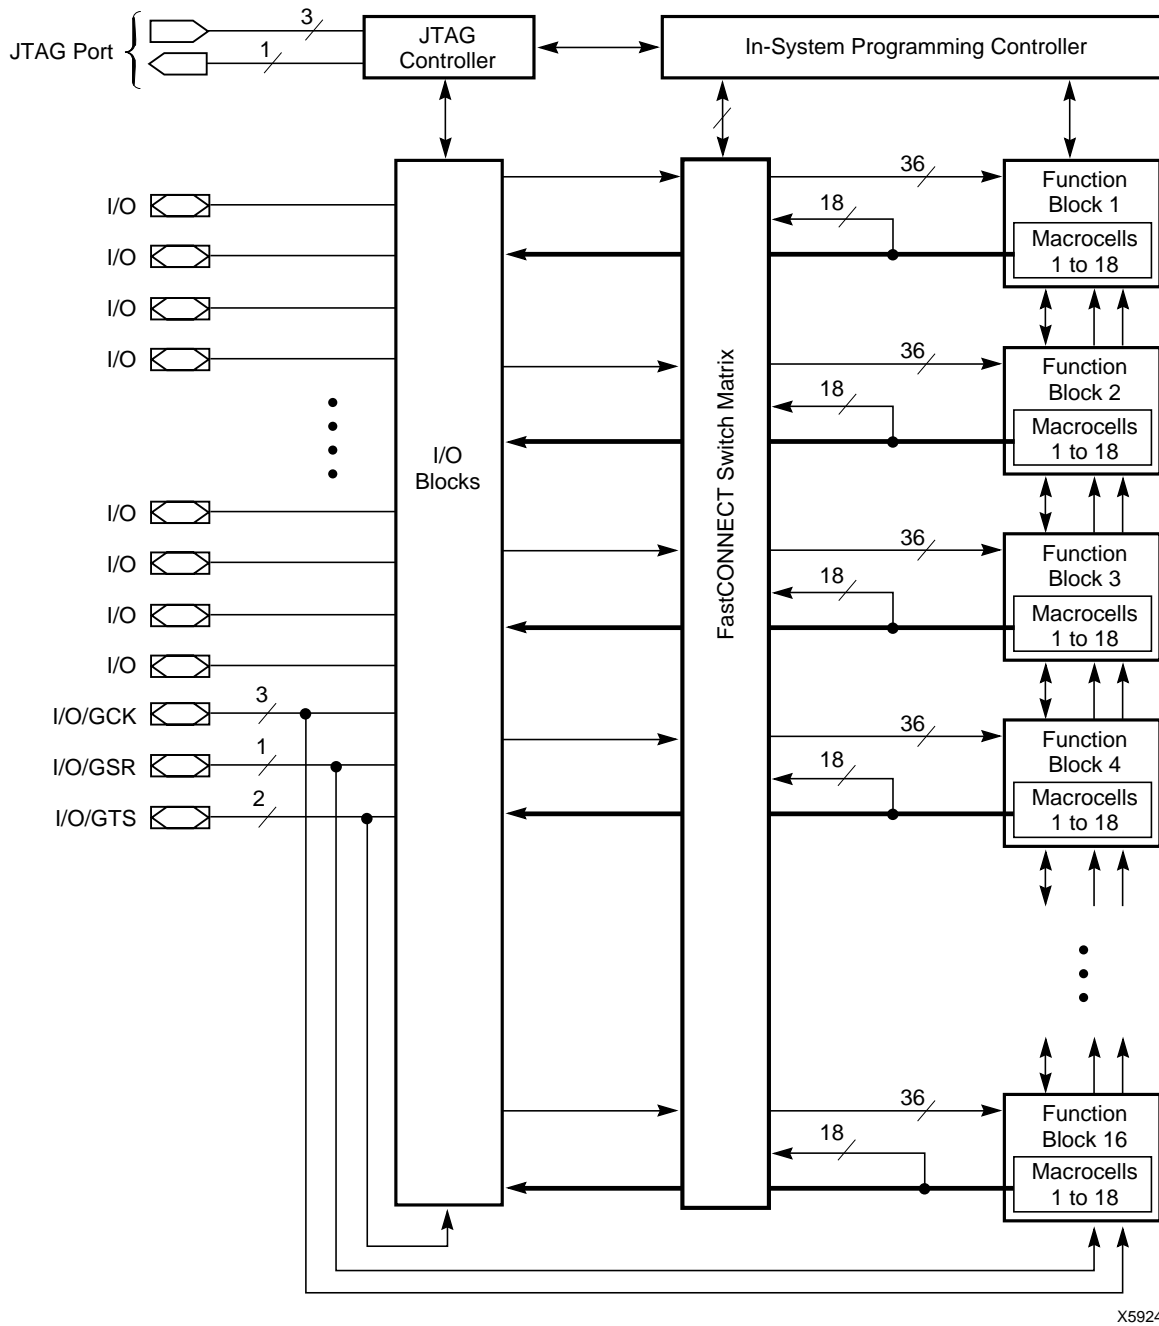 JTAG Port
3
1
JTAG
Controller
In-System Programming Controller
I/O
I/O
I/O
I/O
I/O
I/O
I/O
I/O
I/O/GCK
3
I/O/GSR
1
I/O/GTS
2
I/O
Blocks
FastCONNECT Switch Matrix
36
18
Function
Block 1
Macrocells
1 to 18
36
18
Function
Block 2
Macrocells
1 to 18
36
18
Function
Block 3
Macrocells
1 to 18
36
18
Function
Block 4
Macrocells
1 to 18
36
18
Function
Block 16
Macrocells
1 to 18
X5924